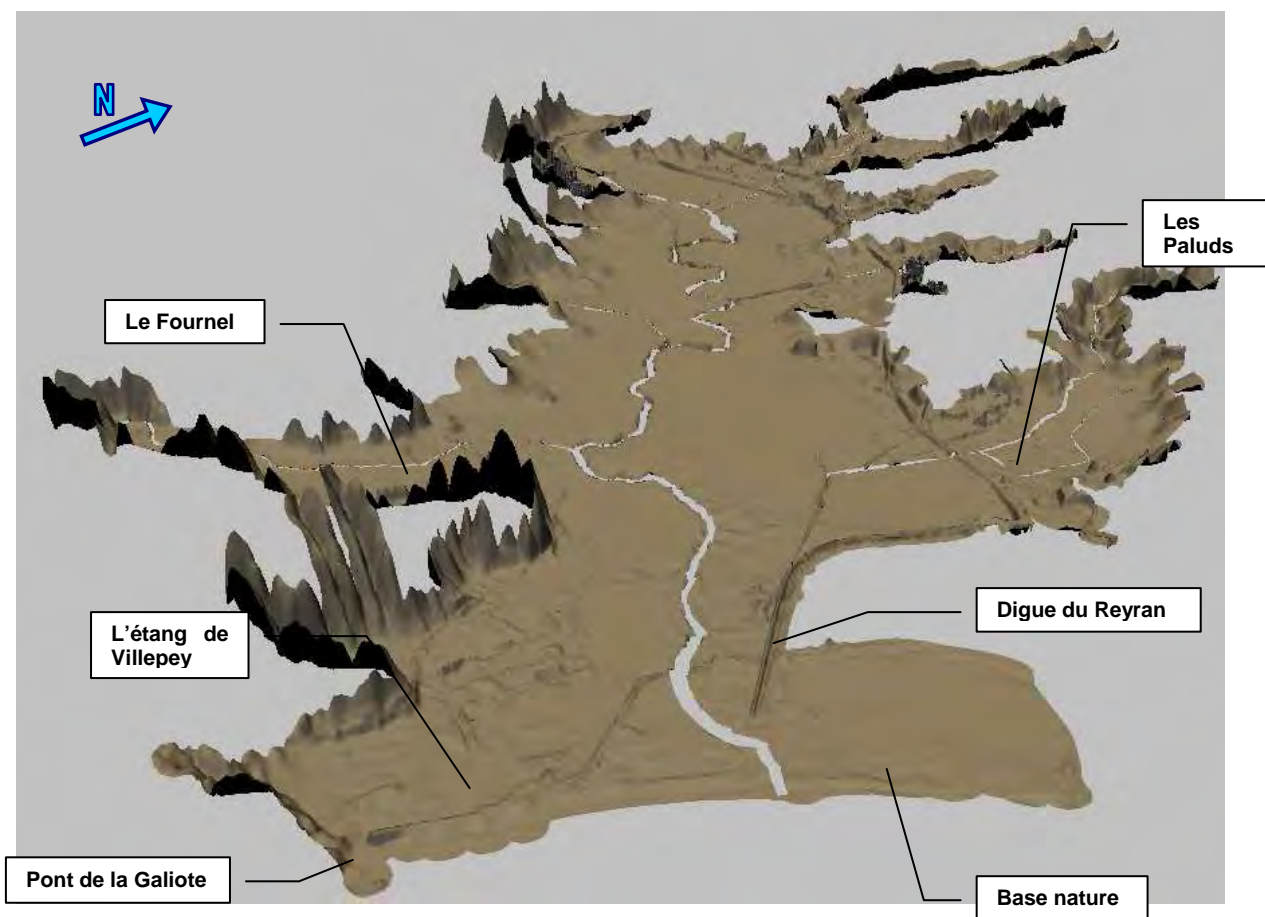 N
Les
Paluds
Le Fournel
Digue du Reyran
L'étang de
Villepey
Pont de la Galiote
Base nature